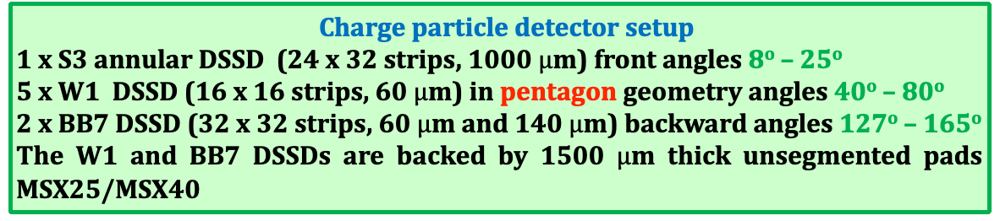 Charge particle detector setup
1 x S3 annular DSSD (24 x 32 strips, 1000 μm) front angles 8º – 25º
5 x W1 DSSD (16 x 16 strips, 60 μm) in pentagon geometry angles 40º – 80º
2 x BB7 DSSD (32 x 32 strips, 60 μm and 140 μm) backward angles 127º – 165º
The W1 and BB7 DSSDs are backed by 1500 μm thick unsegmented pads
MSX25/MSX40